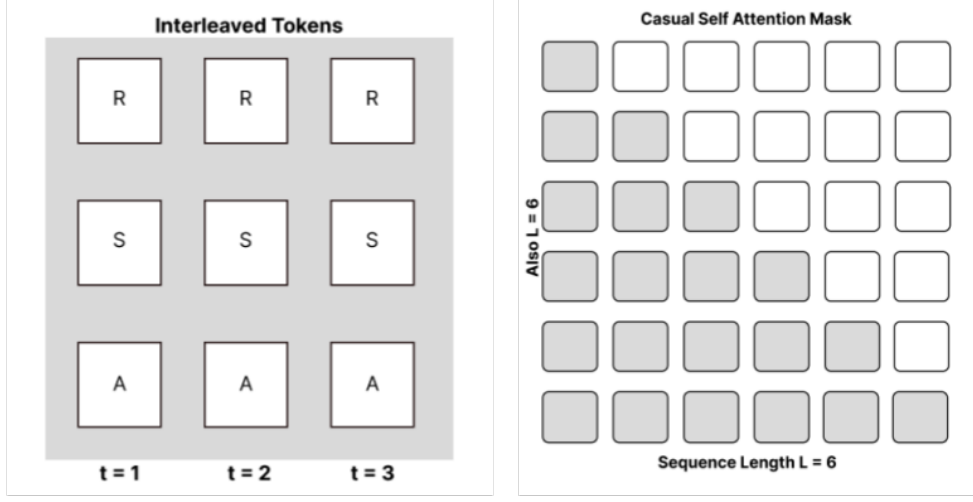 Interleaved Tokens
R R R
S S S
A A A
t = 1 t = 2 t = 3
Casual Self Attention Mask
Also L = 6
Sequence Length L = 6